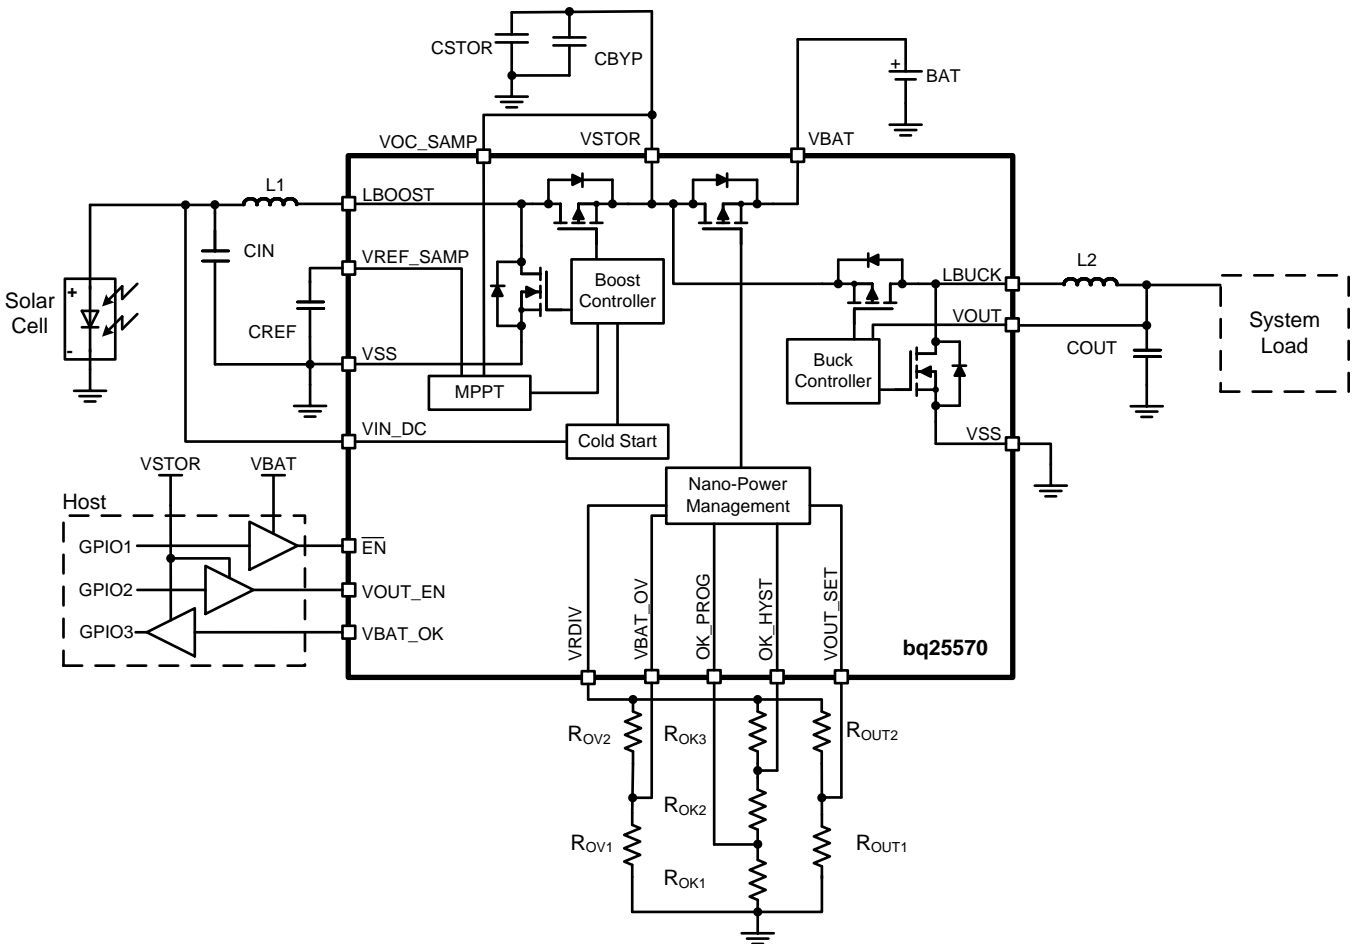 CSTOR
CBYP
+
BAT
VOC_SAMP
VSTOR
VBAT
L1
LBOOST
CIN
VREF_SAMP
Boost
Controller
LBUCK
L2
Solar
Cell
+
-
CREF
VOUT
System
Load
VSS
MPPT
Buck
Controller
COUT
VIN_DC
Cold Start
VSS
VSTOR
VBAT
Nano-Power
Management
Host
GPIO1
EN
GPIO2
VOUT_EN
GPIO3
VBAT_OK
VRDIV
VBAT_OV
OK_PROG
OK_HYST
VOUT_SET
bq25570
ROV2
ROK3
ROUT2
ROK2
ROV1
ROUT1
ROK1